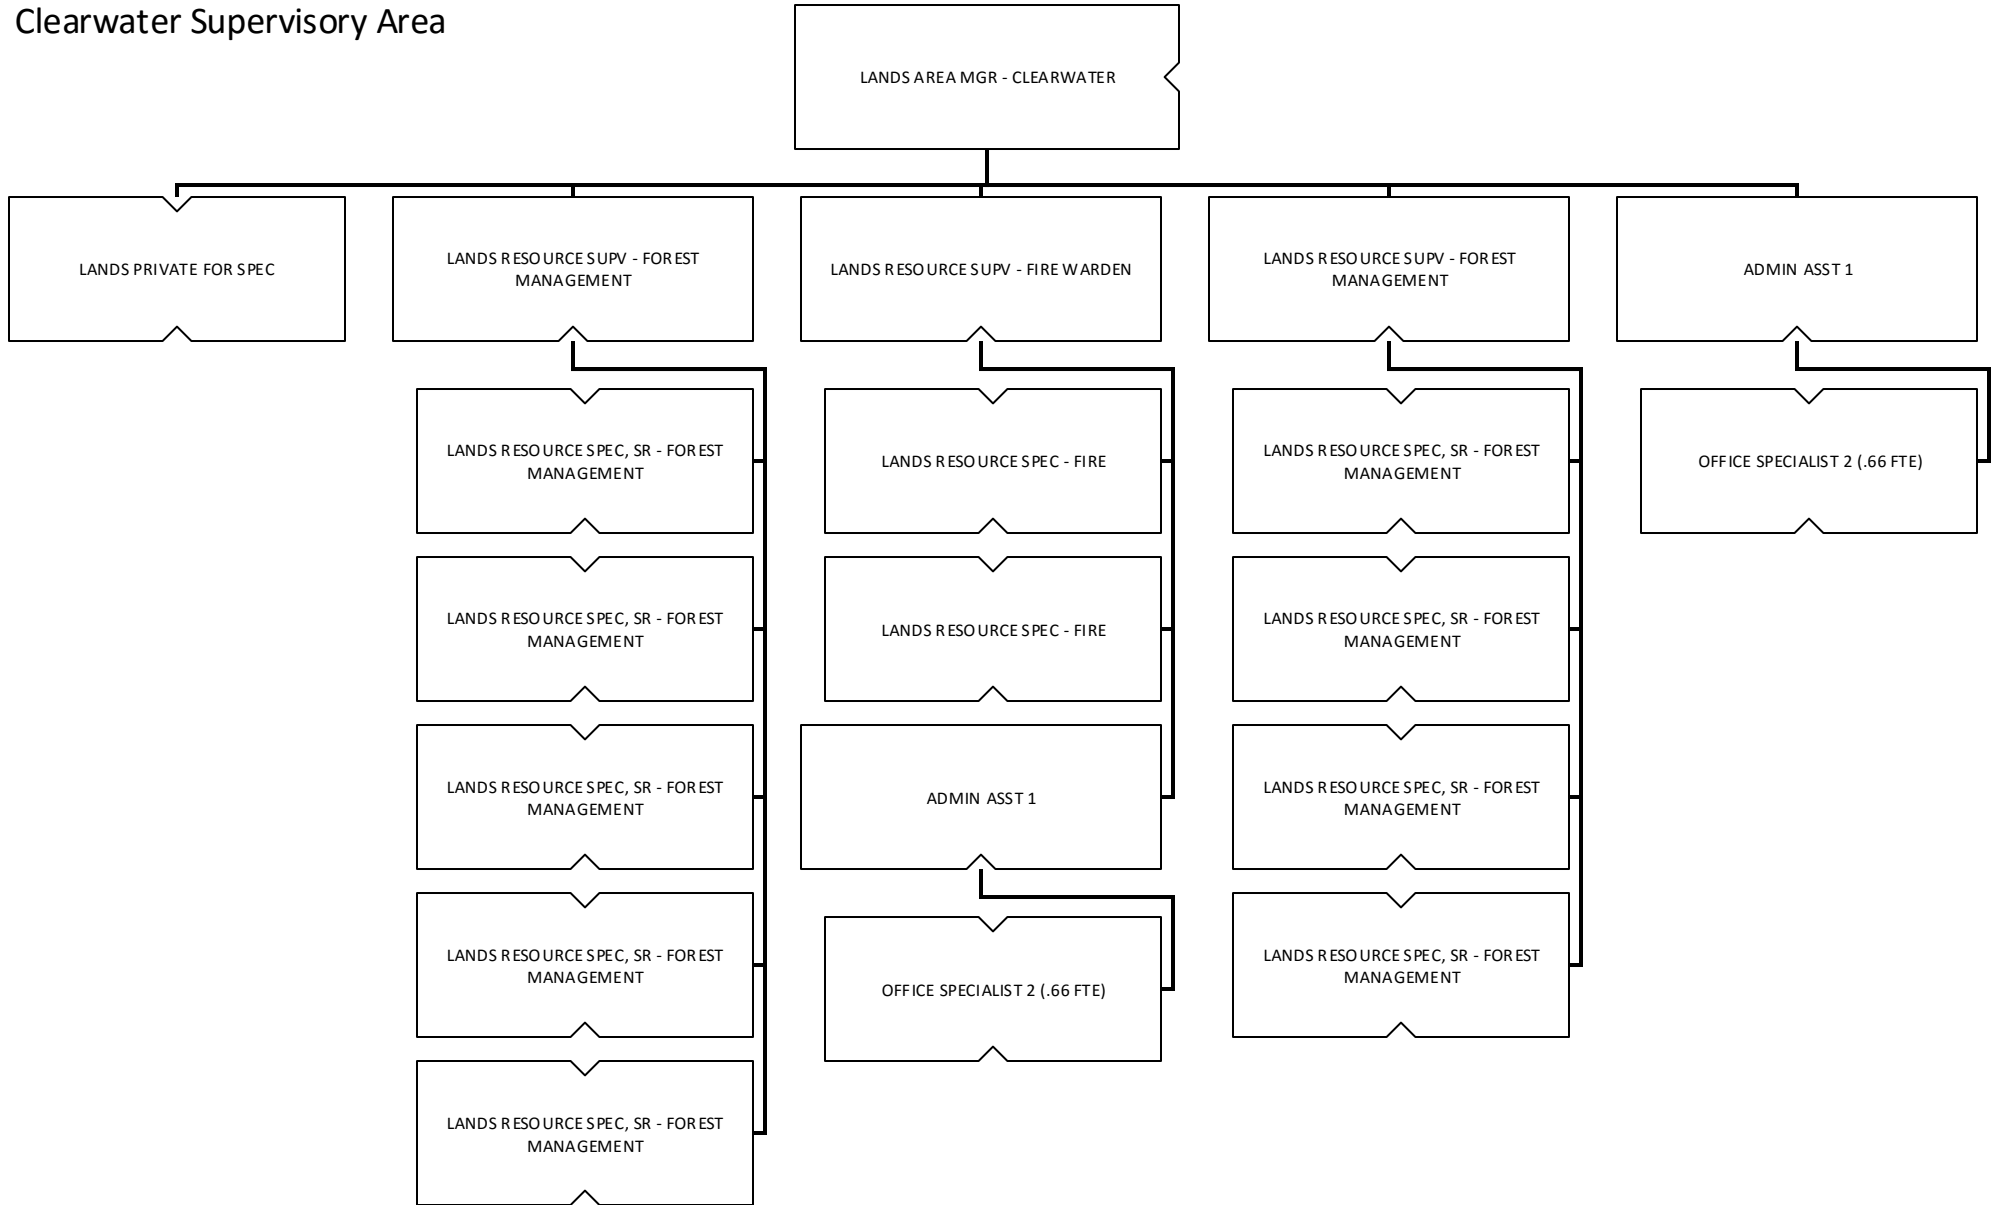 Clearwater Supervisory Area
LANDS AREA MGR - CLEARWATER
LANDS PRIVATE FOR SPEC
LANDS RESOURCE SUPV - FOREST
MANAGEMENT
LANDS RESOURCE SUPV - FIRE WARDEN
LANDS RESOURCE SUPV - FOREST
MANAGEMENT
ADMIN ASST 1
LANDS RESOURCE SPEC, SR - FOREST
MANAGEMENT
LANDS RESOURCE SPEC - FIRE
LANDS RESOURCE SPEC, SR - FOREST
MANAGEMENT
OFFICE SPECIALIST 2 (.66 FTE)
LANDS RESOURCE SPEC, SR - FOREST
MANAGEMENT
LANDS RESOURCE SPEC - FIRE
LANDS RESOURCE SPEC, SR - FOREST
MANAGEMENT
LANDS RESOURCE SPEC, SR - FOREST
MANAGEMENT
ADMIN ASST 1
LANDS RESOURCE SPEC, SR - FOREST
MANAGEMENT
LANDS RESOURCE SPEC, SR - FOREST
MANAGEMENT
OFFICE SPECIALIST 2 (.66 FTE)
LANDS RESOURCE SPEC, SR - FOREST
MANAGEMENT
LANDS RESOURCE SPEC, SR - FOREST
MANAGEMENT